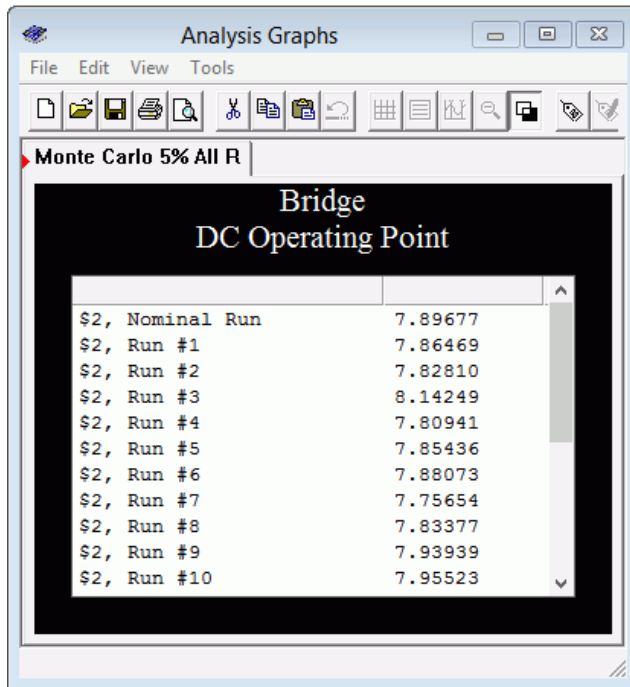 Analysis Graphs
File Edit View Tools
Monte Carlo 5% All R
Bridge
DC Operating Point
$2, Nominal Run 7.89677
$2, Run #1 7.86469
$2, Run #2 7.82810
$2, Run #3 8.14249
$2, Run #4 7.80941
$2, Run #5 7.85436
$2, Run #6 7.88073
$2, Run #7 7.75654
$2, Run #8 7.83377
$2, Run #9 7.93939
$2, Run #10 7.95523